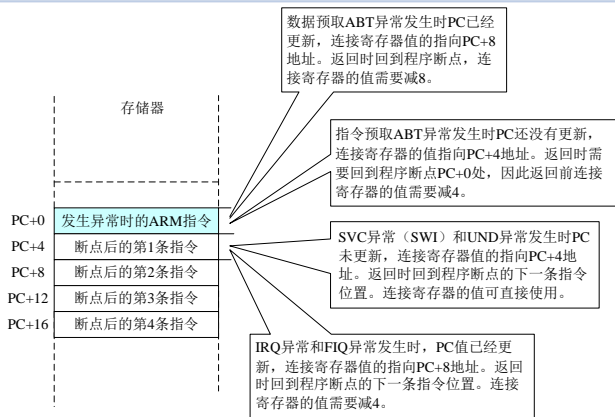 数据预取ABT异常发生时PC已经
更新，连接寄存器值的指向PC+8
地址。返回时回到程序断点，连
接寄存器的值需要减8。
存储器
指令预取ABT异常发生时PC还没有更新，
连接寄存器的值指向PC+4地址。返回时需
要回到程序断点PC+0处，因此返回前连接
寄存器的值需要减4。
PC+0 发生异常时的ARM指令
PC+4 断点后的第1条指令
PC+8 断点后的第2条指令
PC+12 断点后的第3条指令
PC+16 断点后的第4条指令
SVC异常（SWI）和UND异常发生时PC
未更新，连接寄存器值的指向PC+4地
址。返回时回到程序断点的下一条指令
位置。连接寄存器的值可直接使用。
IRQ异常和FIQ异常发生时，PC值已经更
新，连接寄存器值的指向PC+8地址。返回
时回到程序断点的下一条指令位置。连接
寄存器的值需要减4。